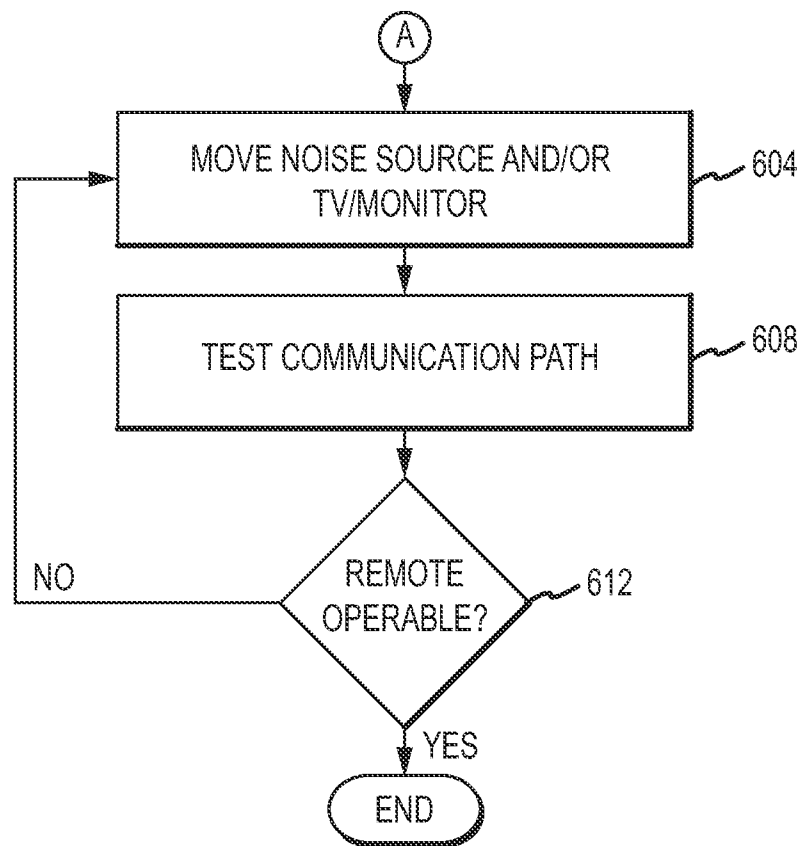 A
MOVE NOISE SOURCE AND/OR
TV/MONITOR
604
TEST COMMUNICATION PATH
608
REMOTE
OPERABLE?
612
NO
YES
END